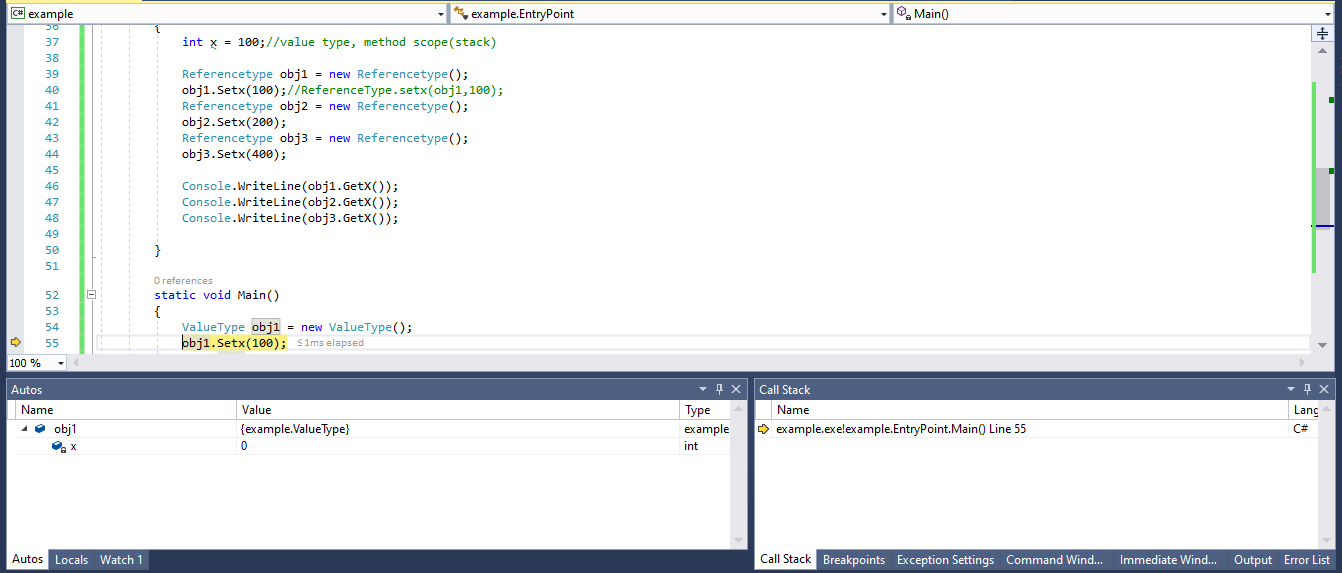 C# example example.EntryPoint Main()
36 {
37 int x = 100;//value type, method scope(stack)
38
39 Referencetype obj1 = new Referencetype();
40 obj1.Setx(100);//ReferenceType.setx(obj1,100);
41 Referencetype obj2 = new Referencetype();
42 obj2.Setx(200);
43 Referencetype obj3 = new Referencetype();
44 obj3.Setx(400);
45
46 Console.WriteLine(obj1.GetX());
47 Console.WriteLine(obj2.GetX());
48 Console.WriteLine(obj3.GetX());
49
50 }
51
0 references
52 static void Main()
53 {
54 ValueType obj1 = new ValueType();
55 obj1.Setx(100); ≤1ms elapsed
100 %
Autos
Name Value Type
obj1 {example.ValueType} example
x 0 int
Autos Locals Watch 1
Call Stack
Name Lang
example.exe!example.EntryPoint.Main() Line 55 C#
Call Stack Breakpoints Exception Settings Command Wind... Immediate Wind... Output Error List